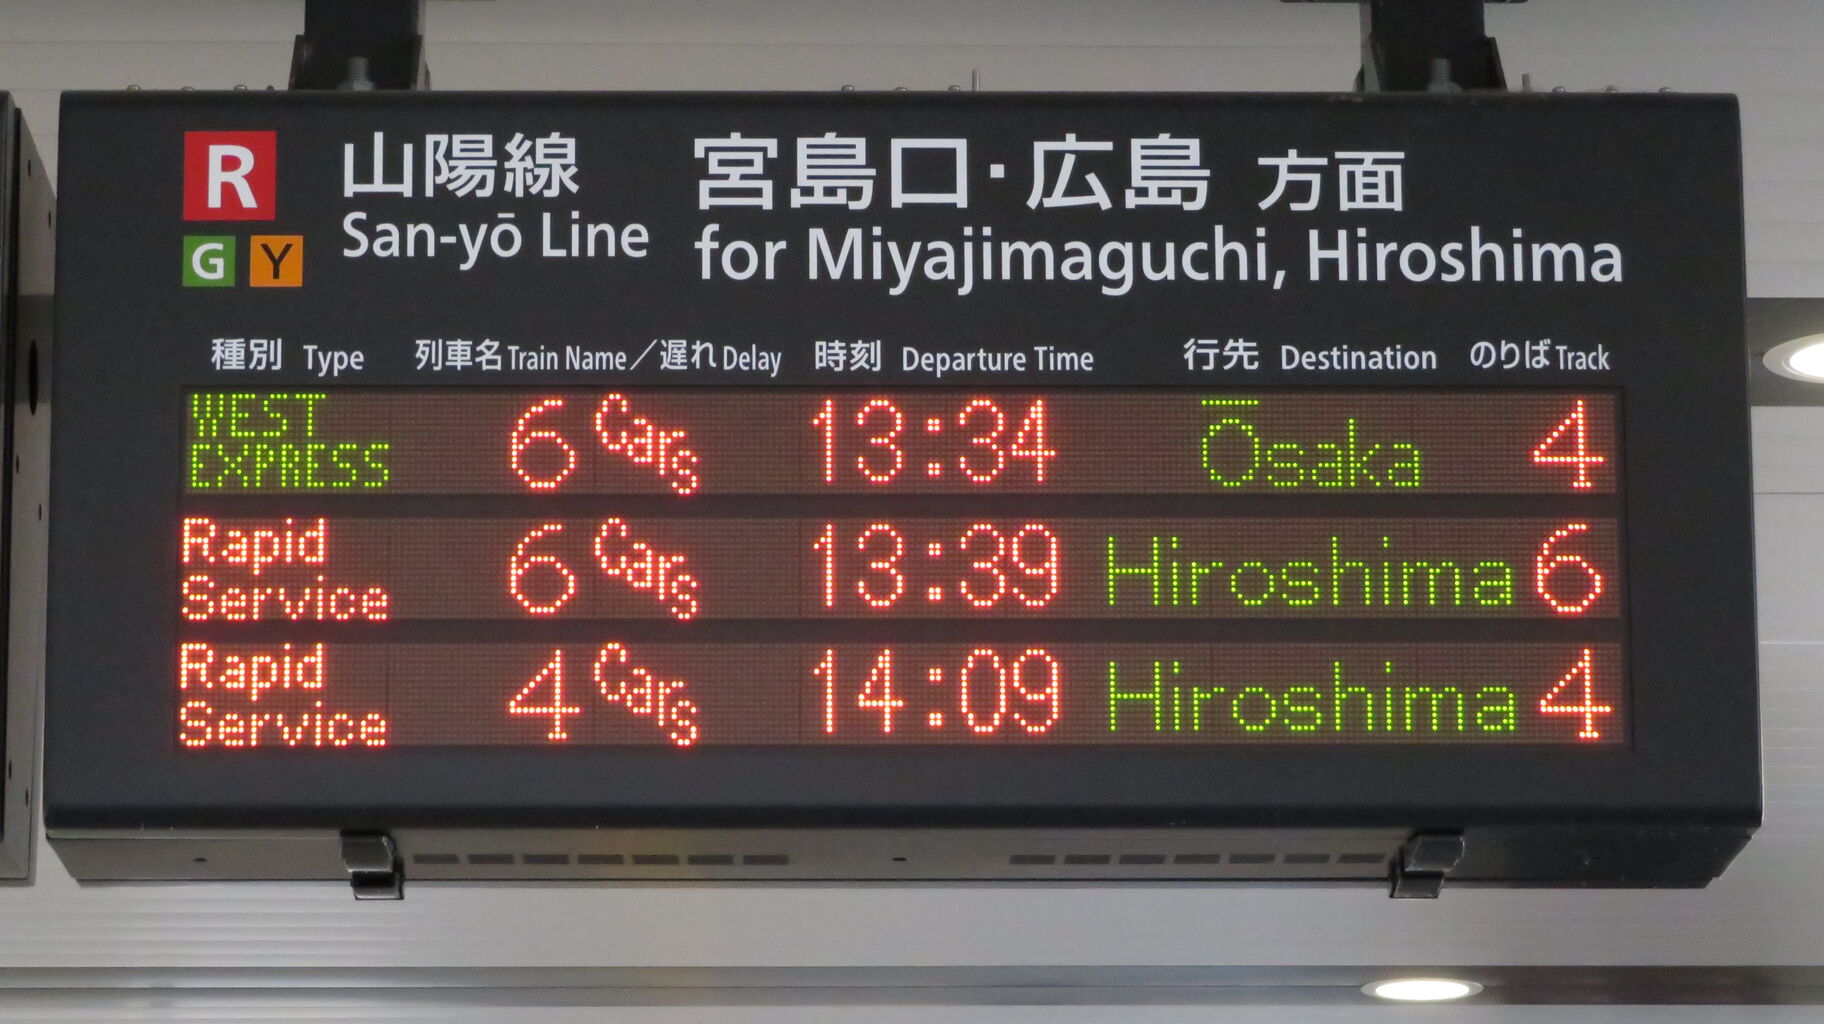 R 山陽線 宮島口・広島 方面
G Y San-yō Line for Miyajimaguchi, Hiroshima
種別 Type 列車名 Train Name／遅れ Delay 時刻 Departure Time 行先 Destination のりば Track
WEST EXPRESS 6 Cars 13:34 Ōsaka 4
Rapid Service 6 Cars 13:39 Hiroshima 6
Rapid Service 4 Cars 14:09 Hiroshima 4